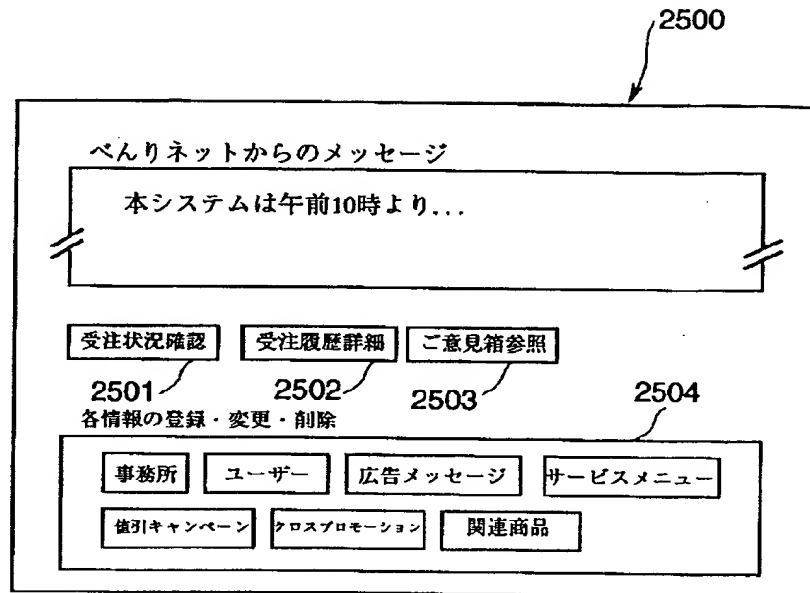 2500
べんりネットからのメッセージ
本システムは午前10時より...
受注状況確認 受注履歴詳細 ご意見箱参照
2501 2502 2503 2504
各情報の登録・変更・削除
事務所 ユーザー 広告メッセージ サービスメニュー
値引キャンペーン クロスプロモーション 関連商品